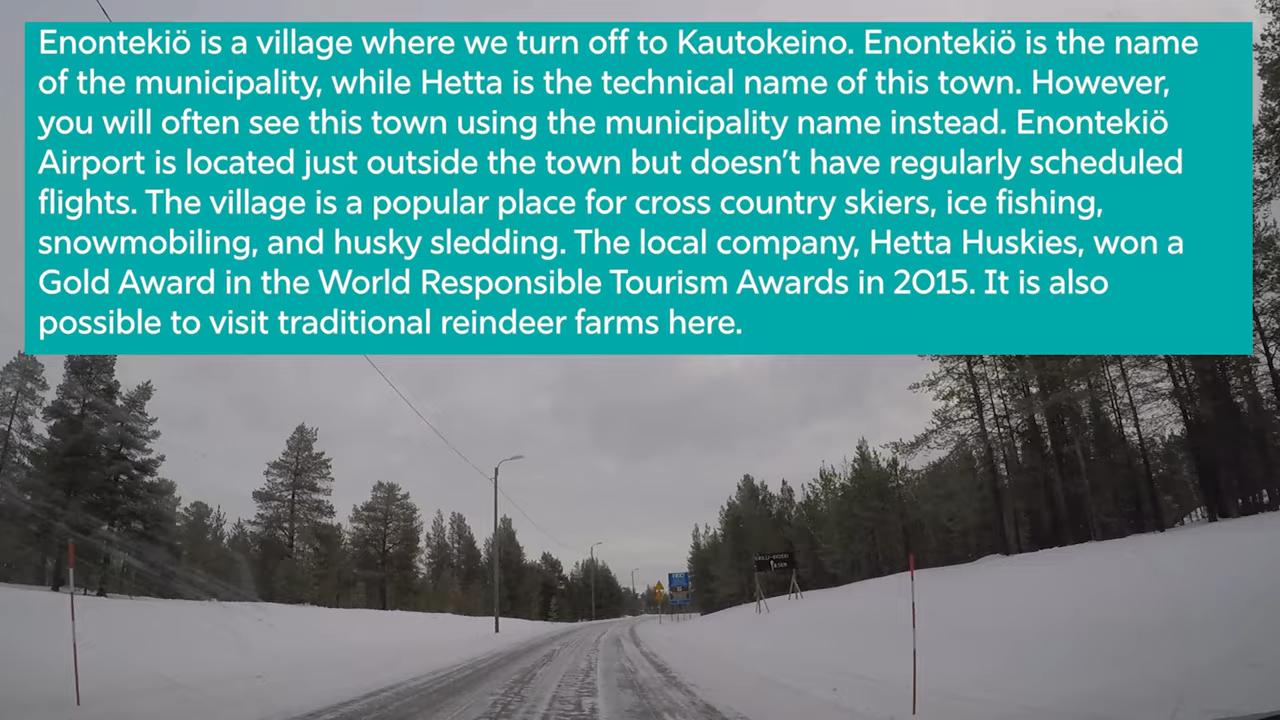 Enontekiö is a village where we turn off to Kautokeino. Enontekiö is the name
of the municipality, while Hetta is the technical name of this town. However,
you will often see this town using the municipality name instead. Enontekiö
Airport is located just outside the town but doesn't have regularly scheduled
flights. The village is a popular place for cross country skiers, ice fishing,
snowmobiling, and husky sledding. The local company, Hetta Huskies, won a
Gold Award in the World Responsible Tourism Awards in 2015. It is also
possible to visit traditional reindeer farms here.